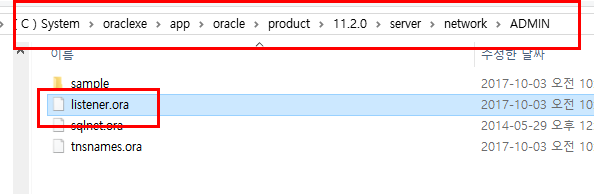 ( C ) System > oraclexe > app > oracle > product > 11.2.0 > server > network > ADMIN
이름 수정한 날짜
sample 2017-10-03 오전 10
listener.ora 2017-10-03 오전 10
sqlnet.ora 2014-05-29 오후 12
tnsnames.ora 2017-10-03 오전 10